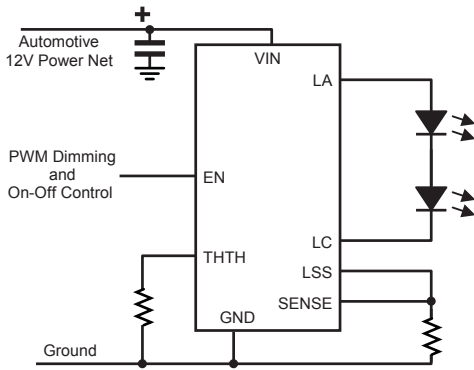 +
Automotive
12V Power Net
VIN
LA
PWM Dimming
and
On-Off Control
EN
LC
THTH
LSS
SENSE
GND
Ground